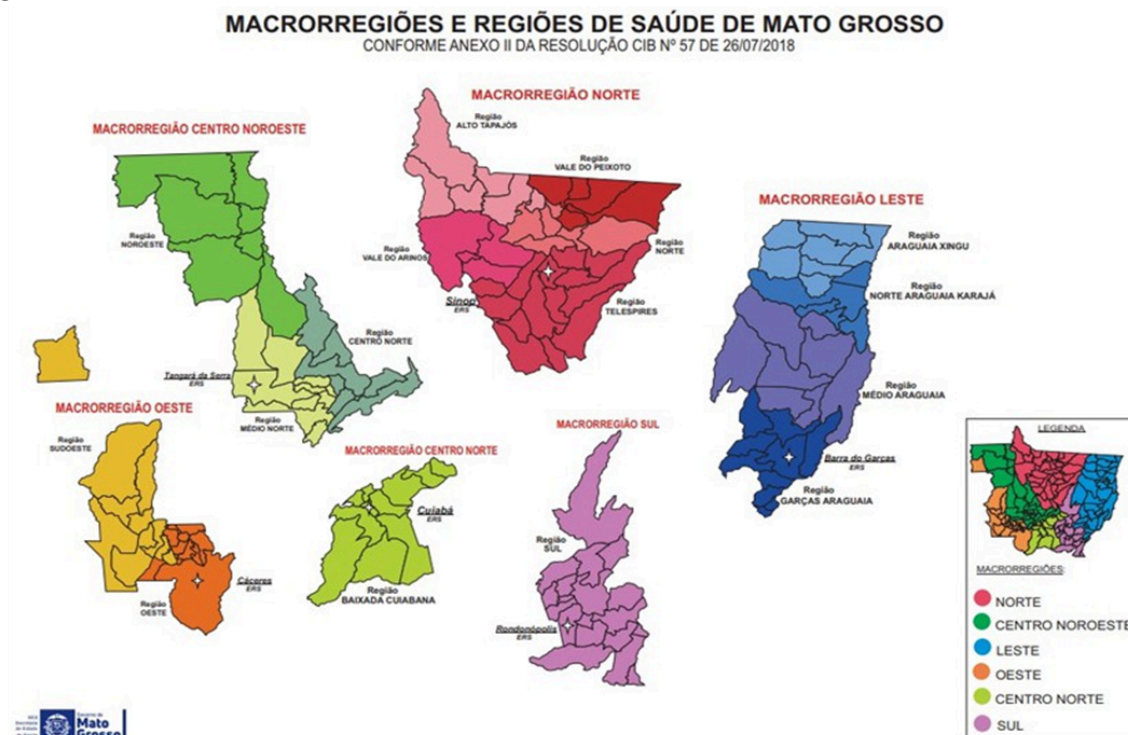 MACRORREGIÕES E REGIÕES DE SAÚDE DE MATO GROSSO
CONFORME ANEXO II DA RESOLUÇÃO CIB Nº 57 DE 26/07/2018
MACRORREGIÃO NORTE
Região
ALTO TAPAJÓS
Região
VALE DO PEIXOTO
Região
VALE DO ARINOS
Região
NORTE
Sinop
ERS
Região
TELESPIRES
MACRORREGIÃO CENTRO NOROESTE
Região
NOROESTE
Região
CENTRO NORTE
Tangará da Serra
ERS
Região
MÉDIO NORTE
MACRORREGIÃO LESTE
Região
ARAGUAIA XINGU
Região
NORTE ARAGUAIA KARAJÁ
Região
MÉDIO ARAGUAIA
Barra do Garças
ERS
Região
GARÇAS ARAGUAIA
MACRORREGIÃO OESTE
Região
SUDOESTE
Cáceres
ERS
Região
OESTE
MACRORREGIÃO CENTRO NORTE
Cuiabá
ERS
Região
BAIXADA CUIABANA
MACRORREGIÃO SUL
Região
SUL
Rondonópolis
ERS
LEGENDA
MACRORREGIÕES:
NORTE
CENTRO NOROESTE
LESTE
OESTE
CENTRO NORTE
SUL
Governo de
Mato
Grosso